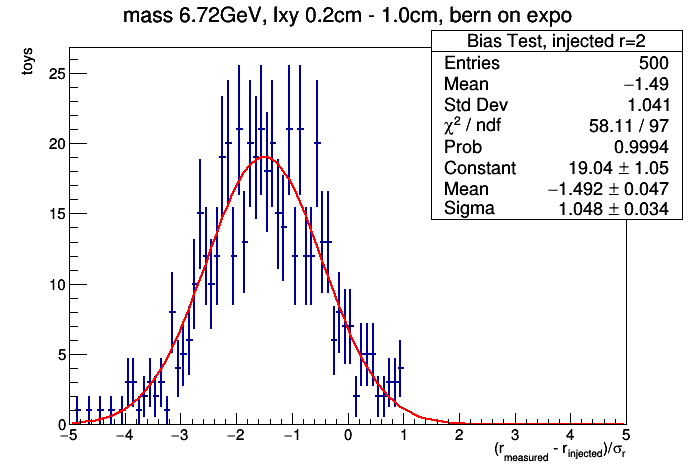 mass 6.72GeV, lxy 0.2cm - 1.0cm, bern on expo
Bias Test, injected r=2
Entries 500
Mean −1.49
Std Dev 1.041
χ² / ndf 58.11 / 97
Prob 0.9994
Constant 19.04 ± 1.05
Mean −1.492 ± 0.047
Sigma 1.048 ± 0.034
toys
25
20
15
10
5
0
−5 −4 −3 −2 −1 0 1 2 3 4 5
(r_measured - r_injected)/σ_r